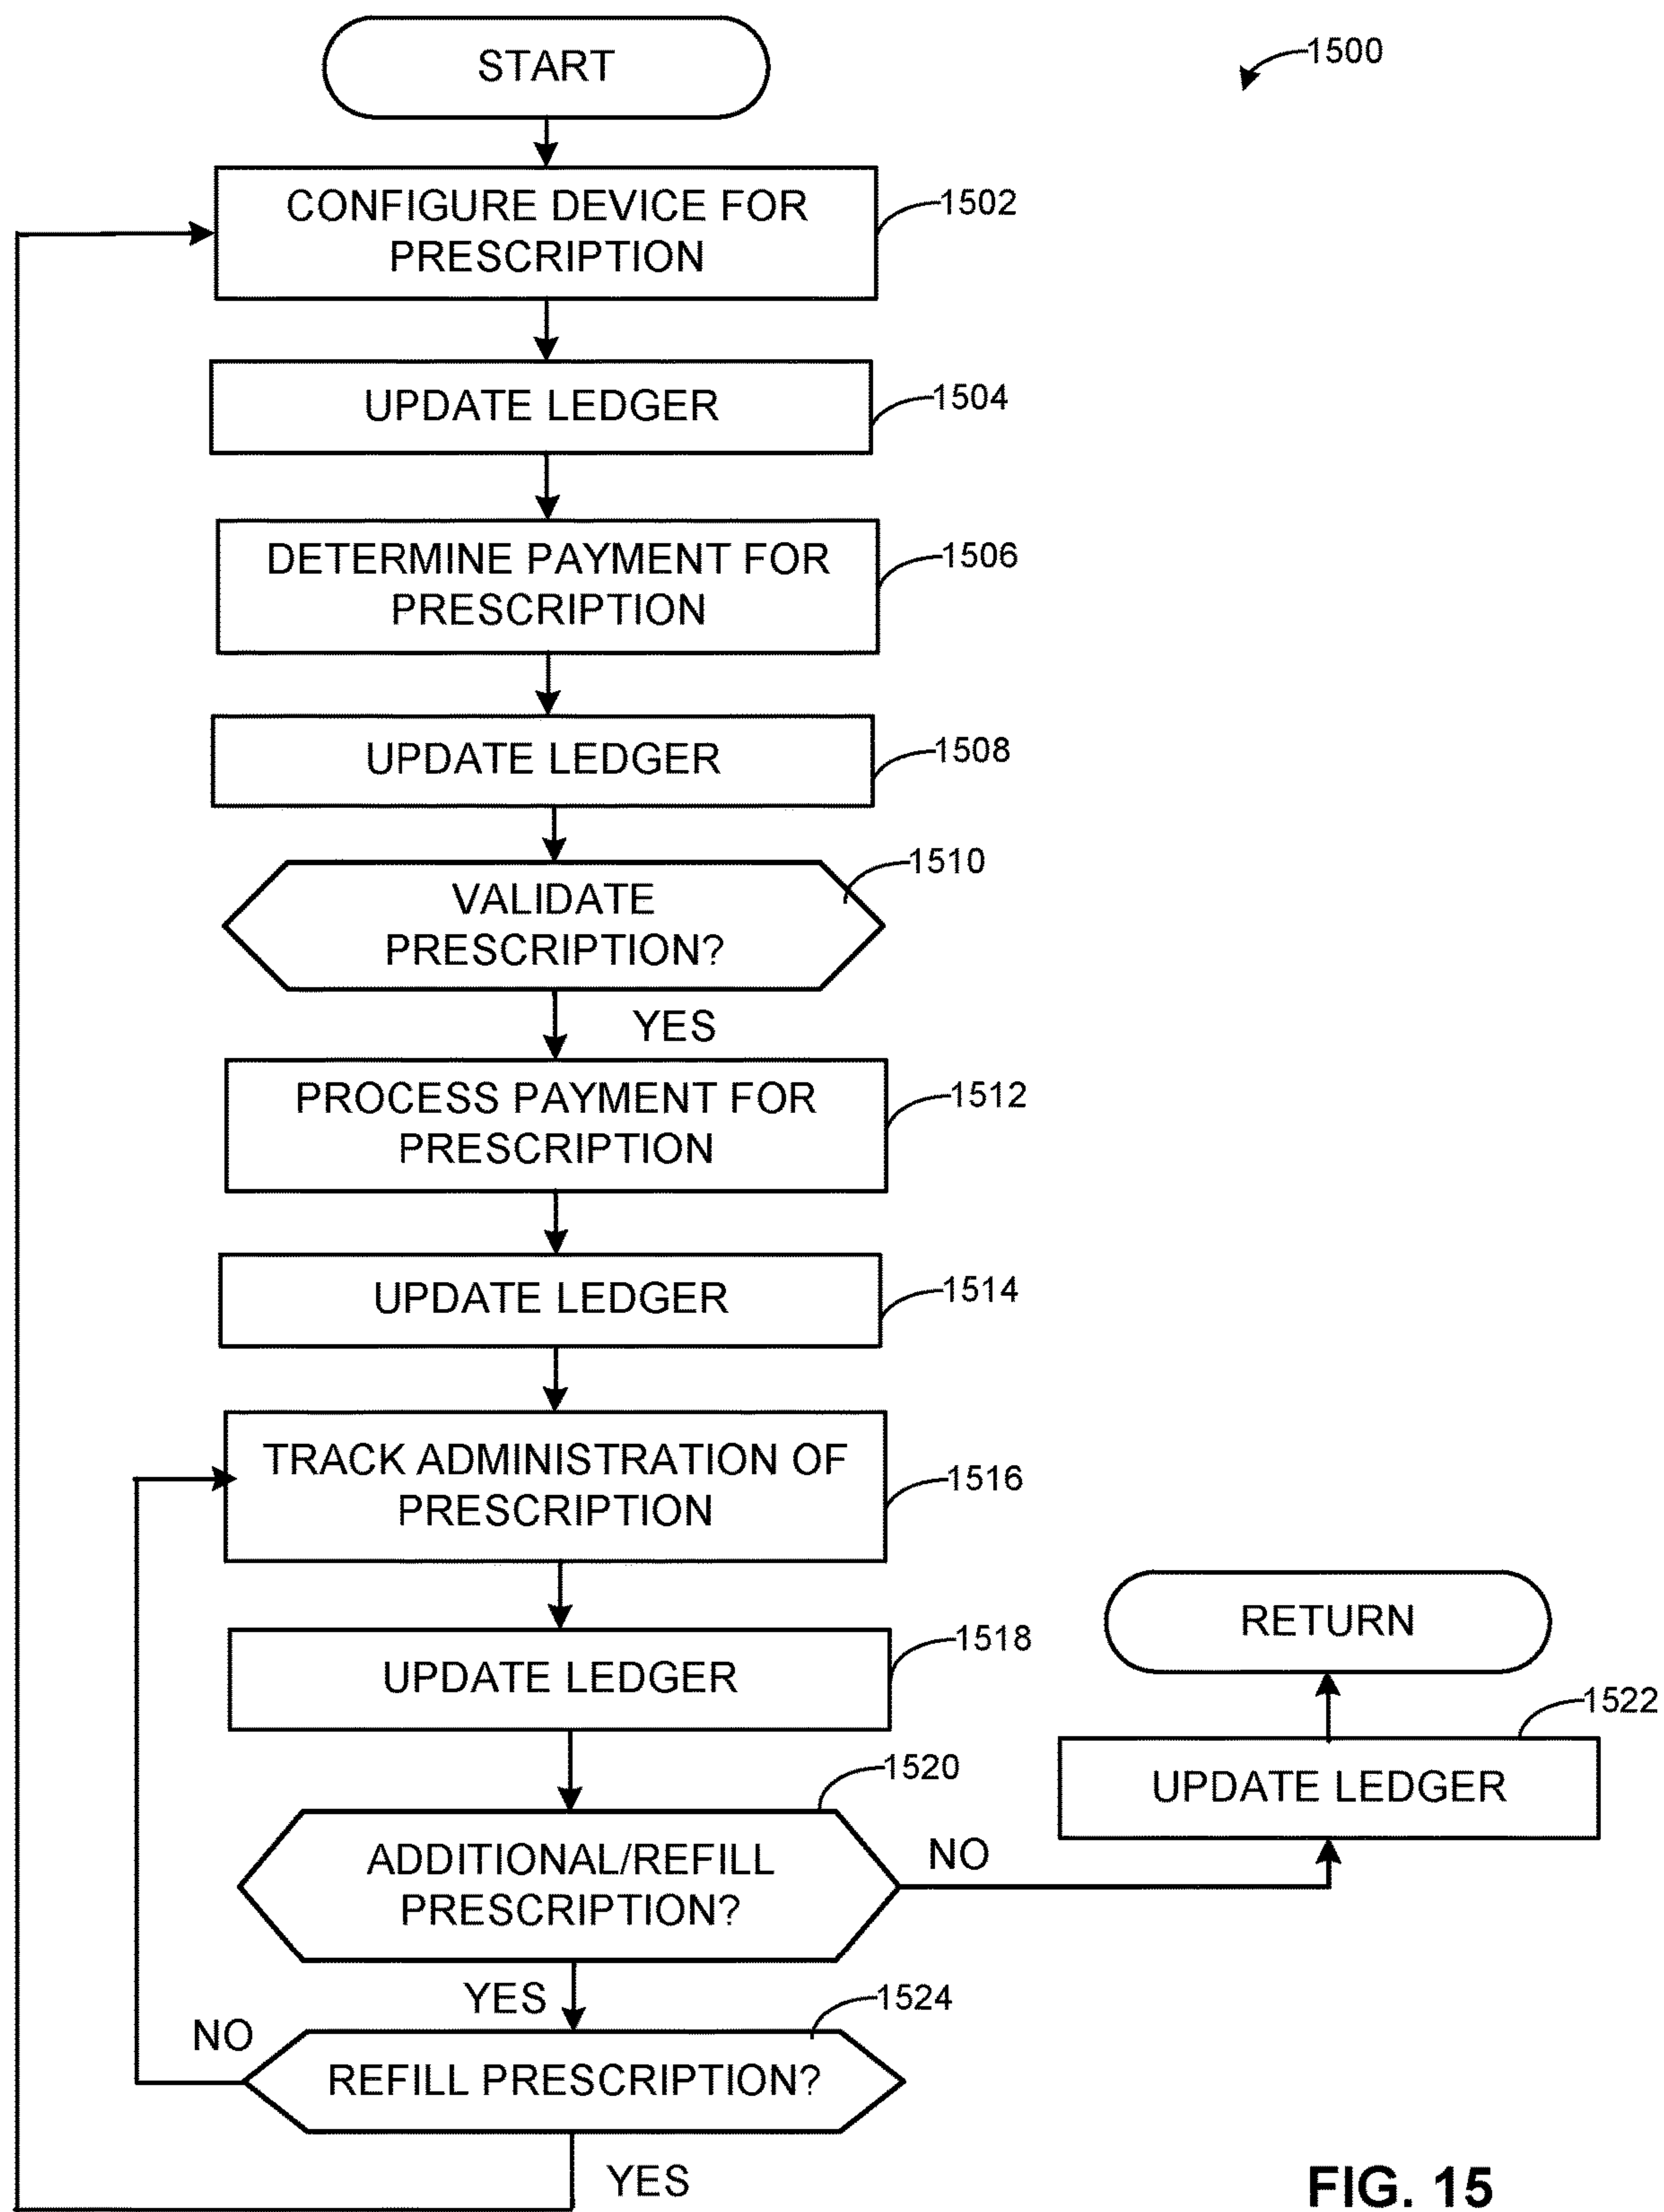 START
1500
CONFIGURE DEVICE FOR
PRESCRIPTION
1502
UPDATE LEDGER
1504
DETERMINE PAYMENT FOR
PRESCRIPTION
1506
UPDATE LEDGER
1508
VALIDATE
PRESCRIPTION?
1510
YES
PROCESS PAYMENT FOR
PRESCRIPTION
1512
UPDATE LEDGER
1514
TRACK ADMINISTRATION OF
PRESCRIPTION
1516
UPDATE LEDGER
1518
ADDITIONAL/REFILL
PRESCRIPTION?
1520
NO
UPDATE LEDGER
1522
RETURN
YES
REFILL PRESCRIPTION?
1524
NO
YES
FIG. 15